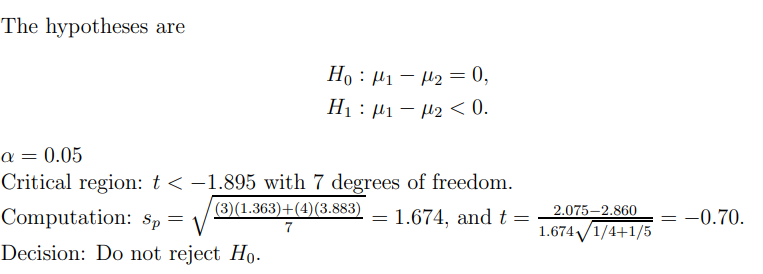 The hypotheses are
H₀ : μ₁ − μ₂ = 0,
H₁ : μ₁ − μ₂ < 0.
α = 0.05
Critical region: t < −1.895 with 7 degrees of freedom.
Computation: sₚ = √((3)(1.363)+(4)(3.883)/7) = 1.674, and t = (2.075−2.860)/(1.674√(1/4+1/5)) = −0.70.
Decision: Do not reject H₀.